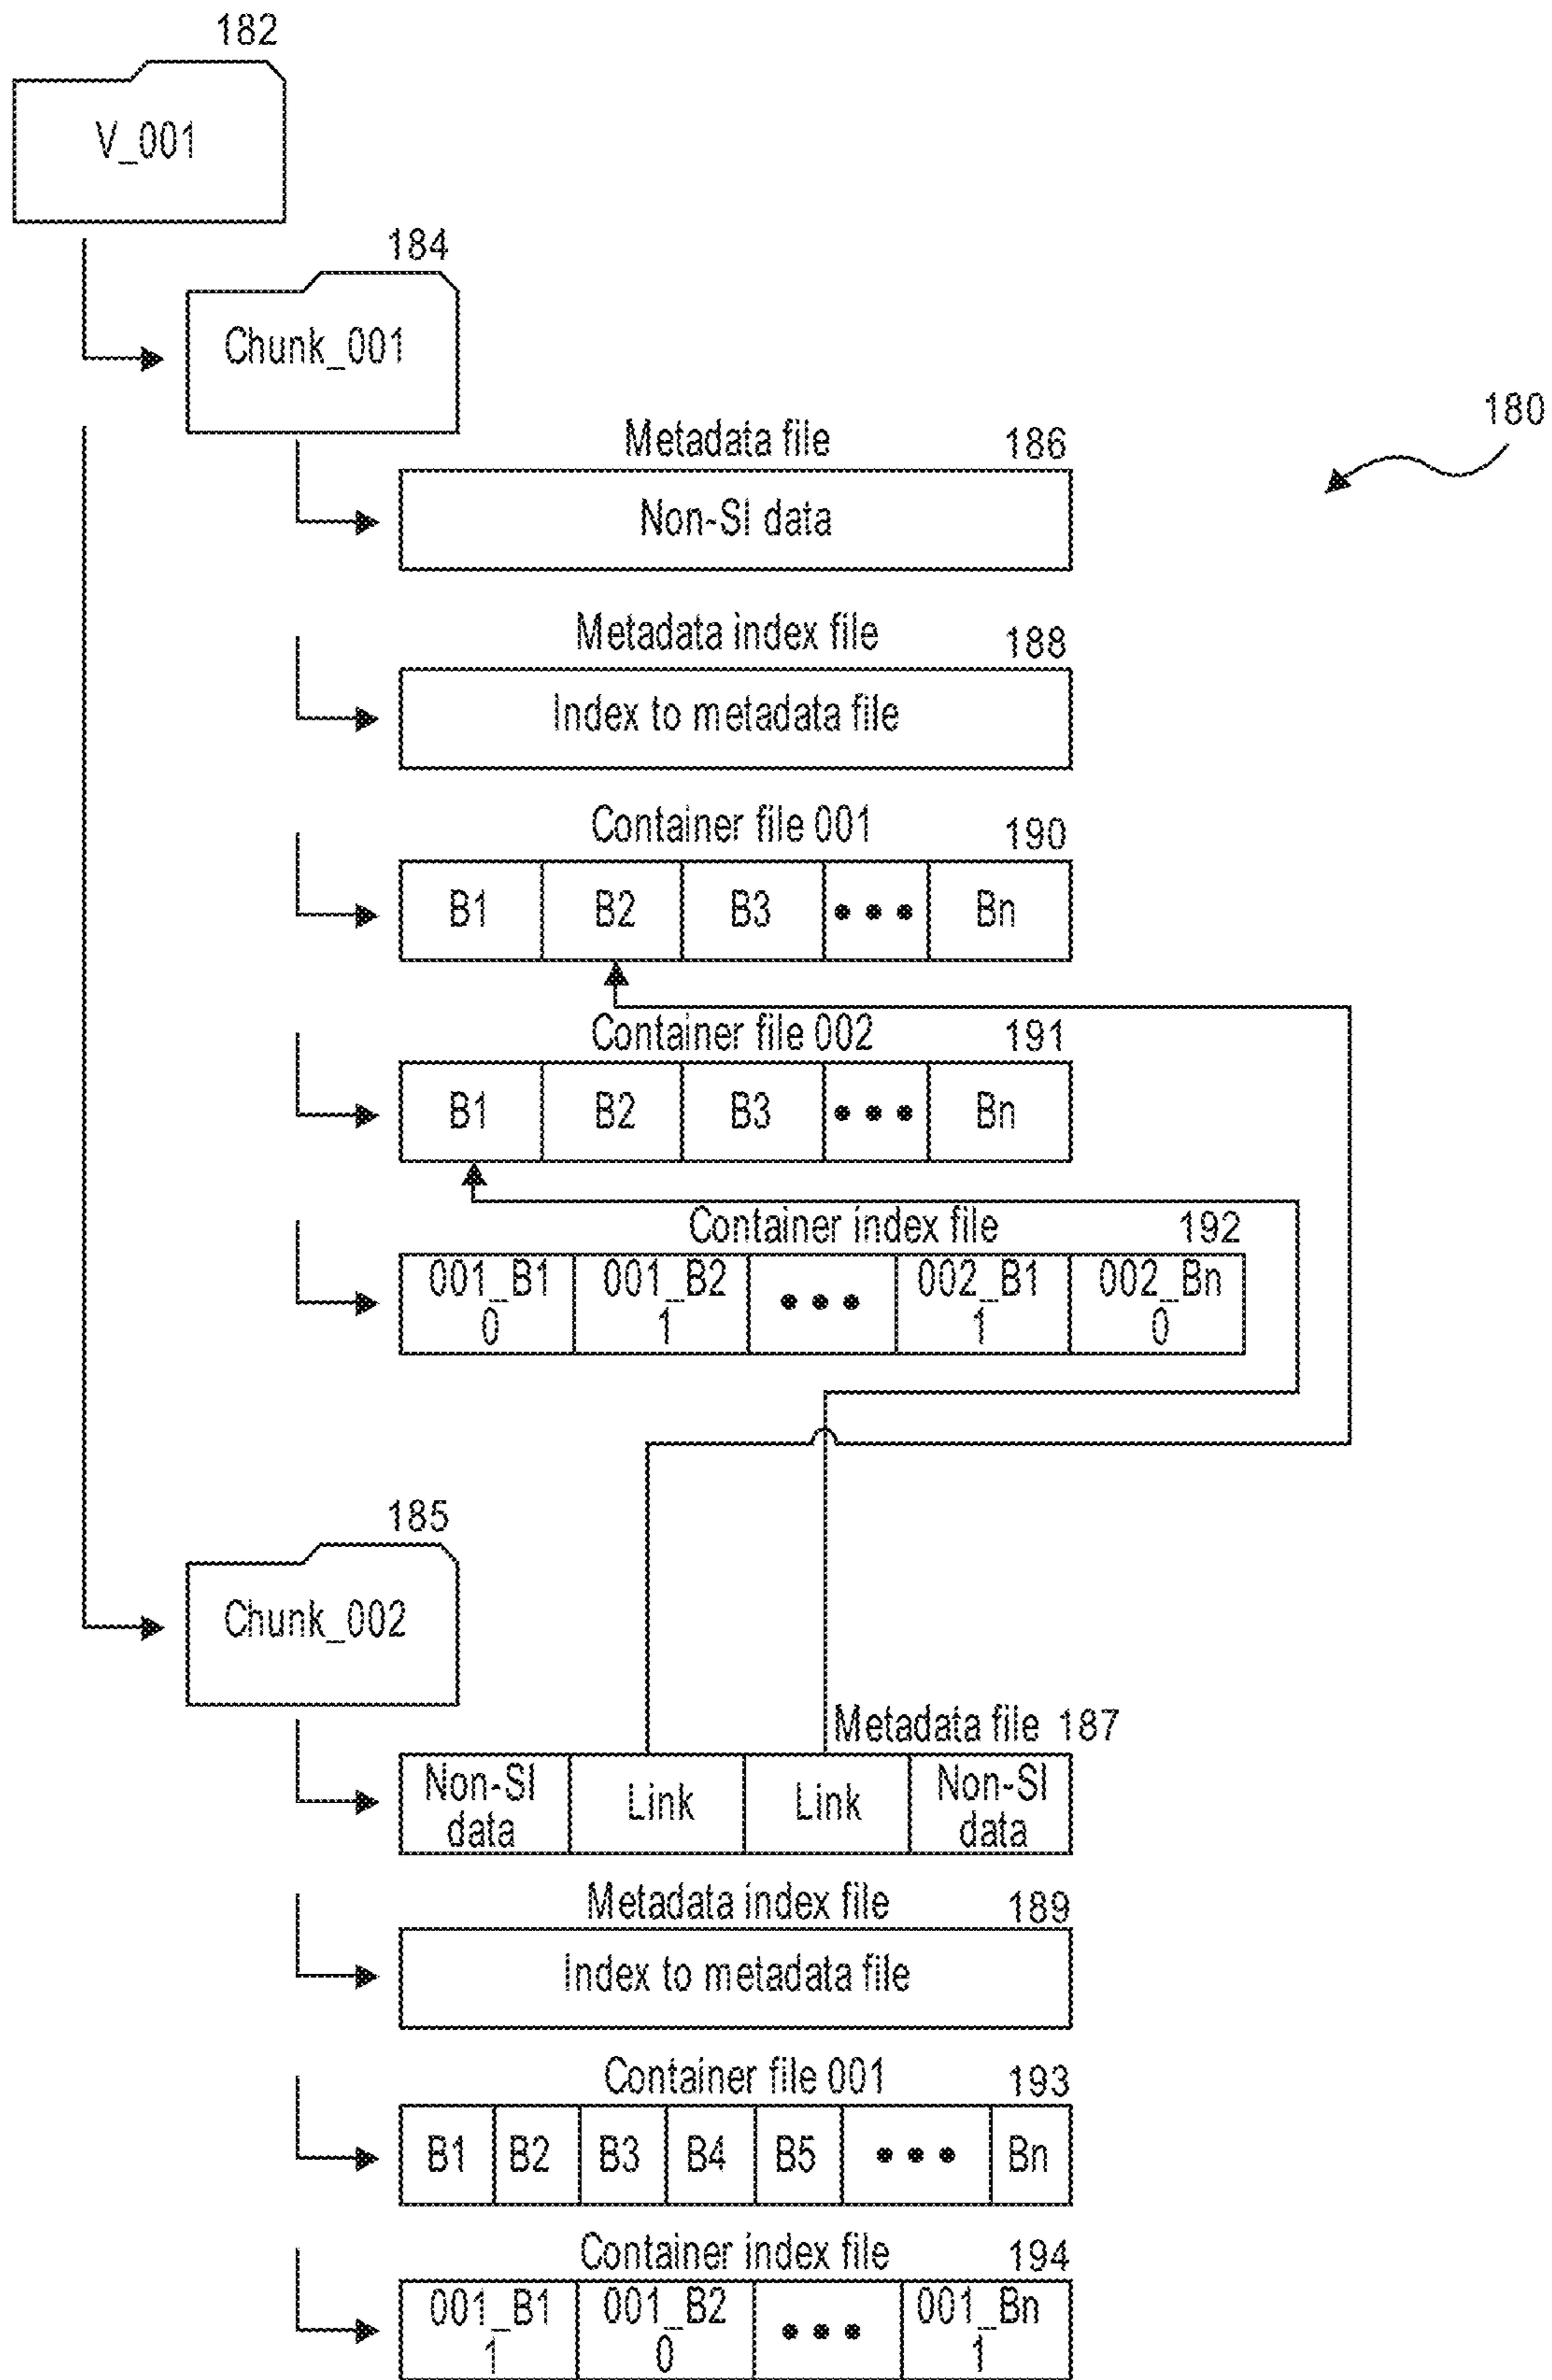 182
V_001
184
Chunk_001
180
Metadata file 186
Non-SI data
Metadata index file 188
Index to metadata file
Container file 001 190
B1 B2 B3 ••• Bn
Container file 002 191
B1 B2 B3 ••• Bn
Container index file 192
001_B1 001_B2 ••• 002_B1 002_Bn
0 1 1 0
185
Chunk_002
Metadata file 187
Non-SI Link Link Non-SI
data data
Metadata index file 189
Index to metadata file
Container file 001 193
B1 B2 B3 B4 B5 ••• Bn
Container index file 194
001_B1 001_B2 ••• 001_Bn
1 0 1